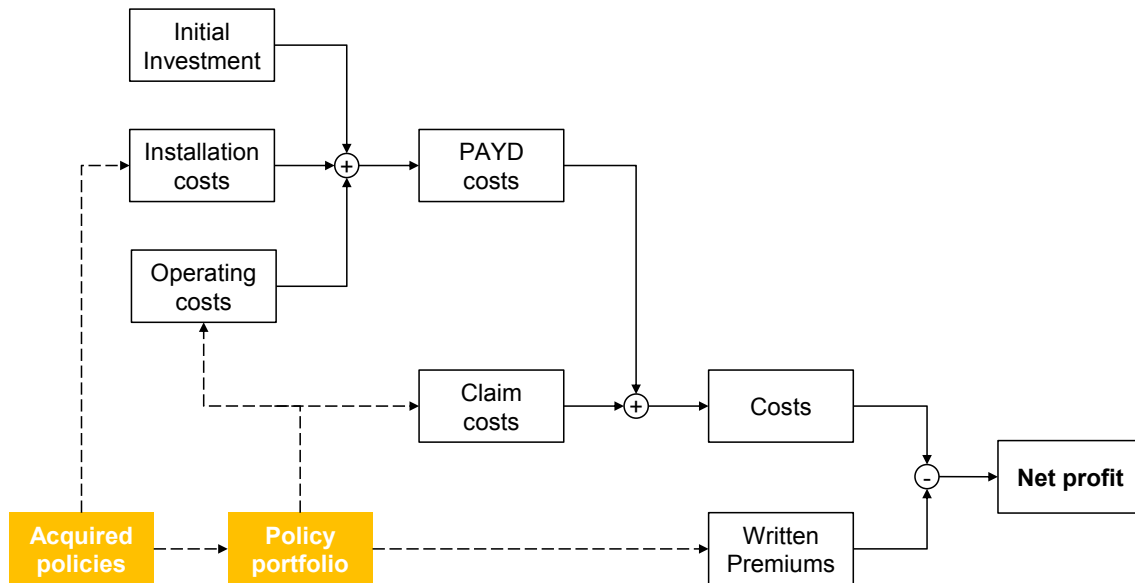 Initial
Investment
Installation
costs
+
PAYD
costs
Operating
costs
Claim
costs
+
Costs
-
Net profit
Acquired
policies
Policy
portfolio
Written
Premiums